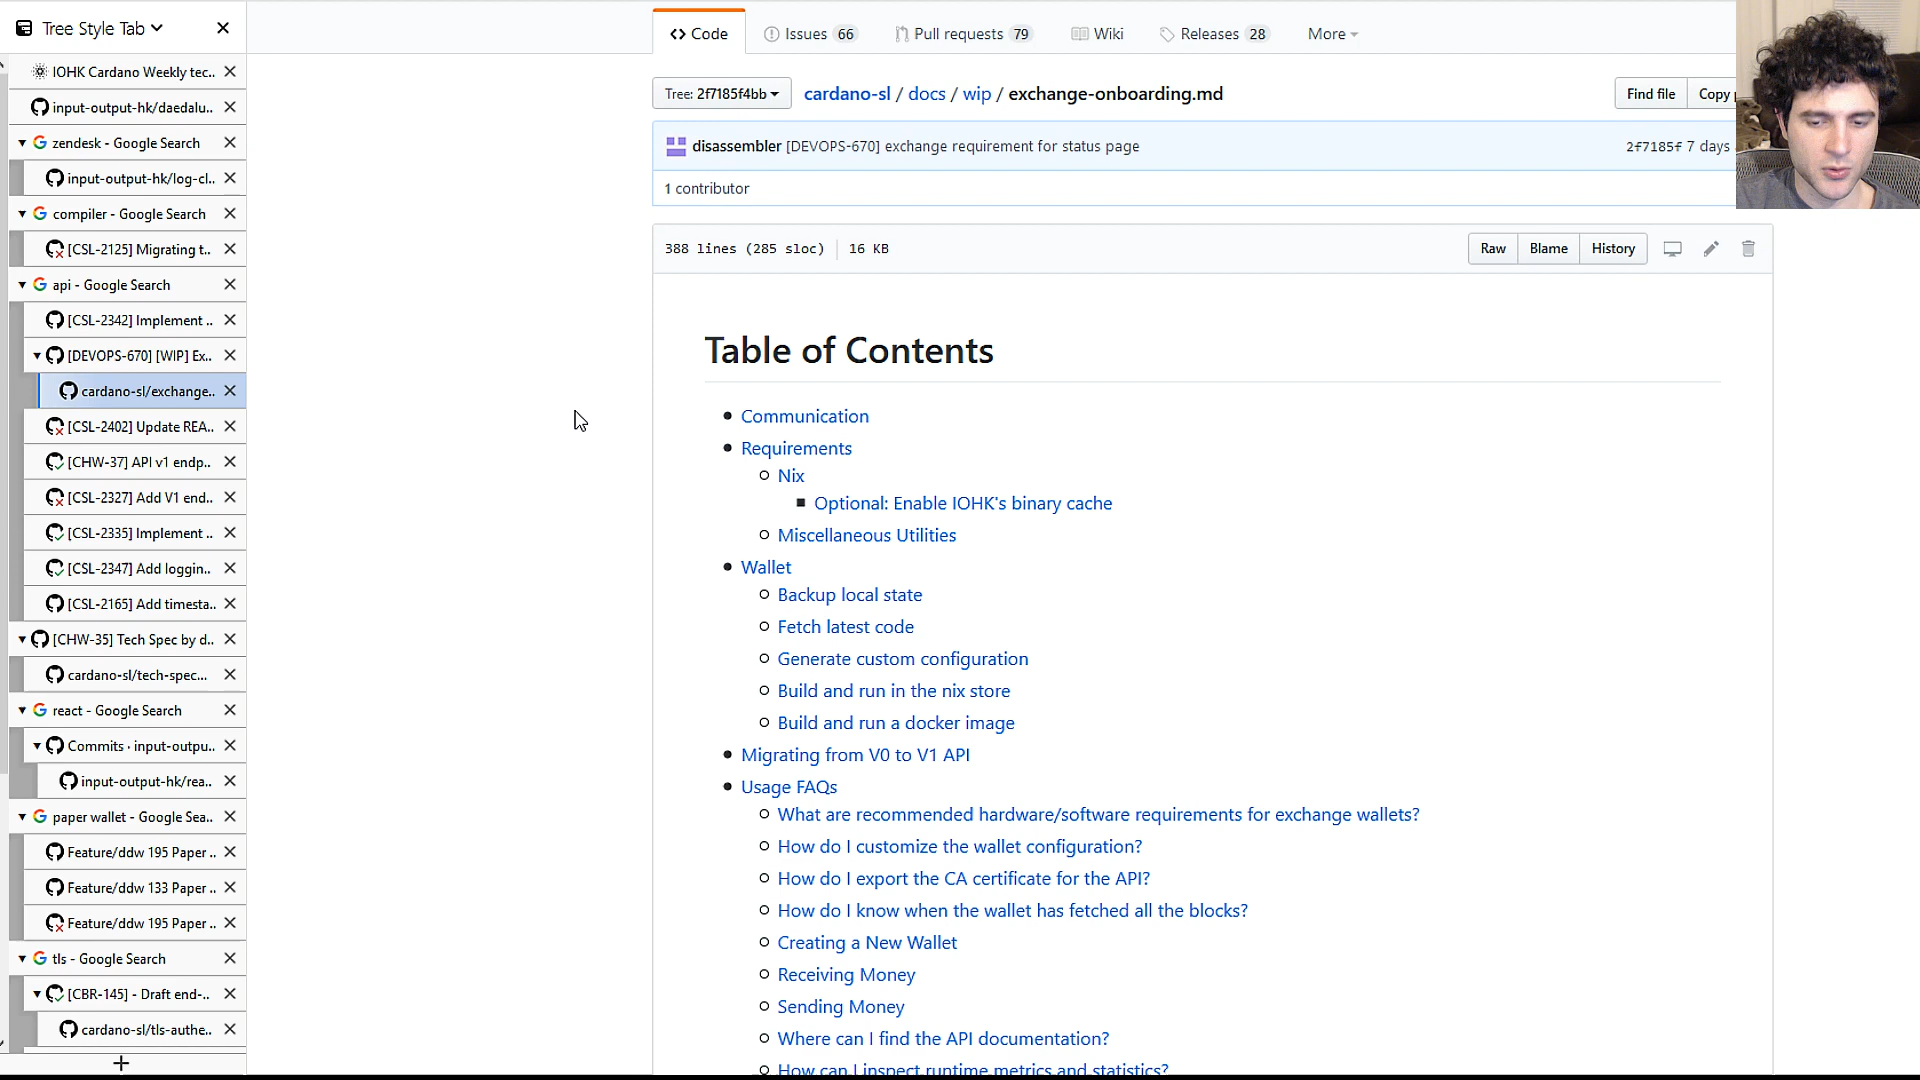 Tree Style Tab
IOHK Cardano Weekly tec..
input-output-hk/daedalu..
zendesk - Google Search
input-output-hk/log-cl..
compiler - Google Search
[CSL-2125] Migrating t..
api - Google Search
[CSL-2342] Implement ..
[DEVOPS-670] [WIP] Ex..
cardano-sl/exchange..
[CSL-2402] Update REA..
[CHW-37] API v1 endp..
[CSL-2327] Add V1 end..
[CSL-2335] Implement ..
[CSL-2347] Add loggin..
[CSL-2165] Add timesta..
[CHW-35] Tech Spec by d..
cardano-sl/tech-spec...
react - Google Search
Commits · input-outpu..
input-output-hk/rea..
paper wallet - Google Sea..
Feature/ddw 195 Paper ..
Feature/ddw 133 Paper ..
Feature/ddw 195 Paper ..
tls - Google Search
[CBR-145] - Draft end-..
cardano-sl/tls-authe..
Code Issues 66 Pull requests 79 Wiki Releases 28 More
Tree: 2f7185f4bb cardano-sl / docs / wip / exchange-onboarding.md Find file Copy
disassembler [DEVOPS-670] exchange requirement for status page 2f7185f 7 days
1 contributor
388 lines (285 sloc) 16 KB Raw Blame History
Table of Contents
Communication
Requirements
Nix
Optional: Enable IOHK's binary cache
Miscellaneous Utilities
Wallet
Backup local state
Fetch latest code
Generate custom configuration
Build and run in the nix store
Build and run a docker image
Migrating from V0 to V1 API
Usage FAQs
What are recommended hardware/software requirements for exchange wallets?
How do I customize the wallet configuration?
How do I export the CA certificate for the API?
How do I know when the wallet has fetched all the blocks?
Creating a New Wallet
Receiving Money
Sending Money
Where can I find the API documentation?
How can I inspect runtime metrics and statistics?